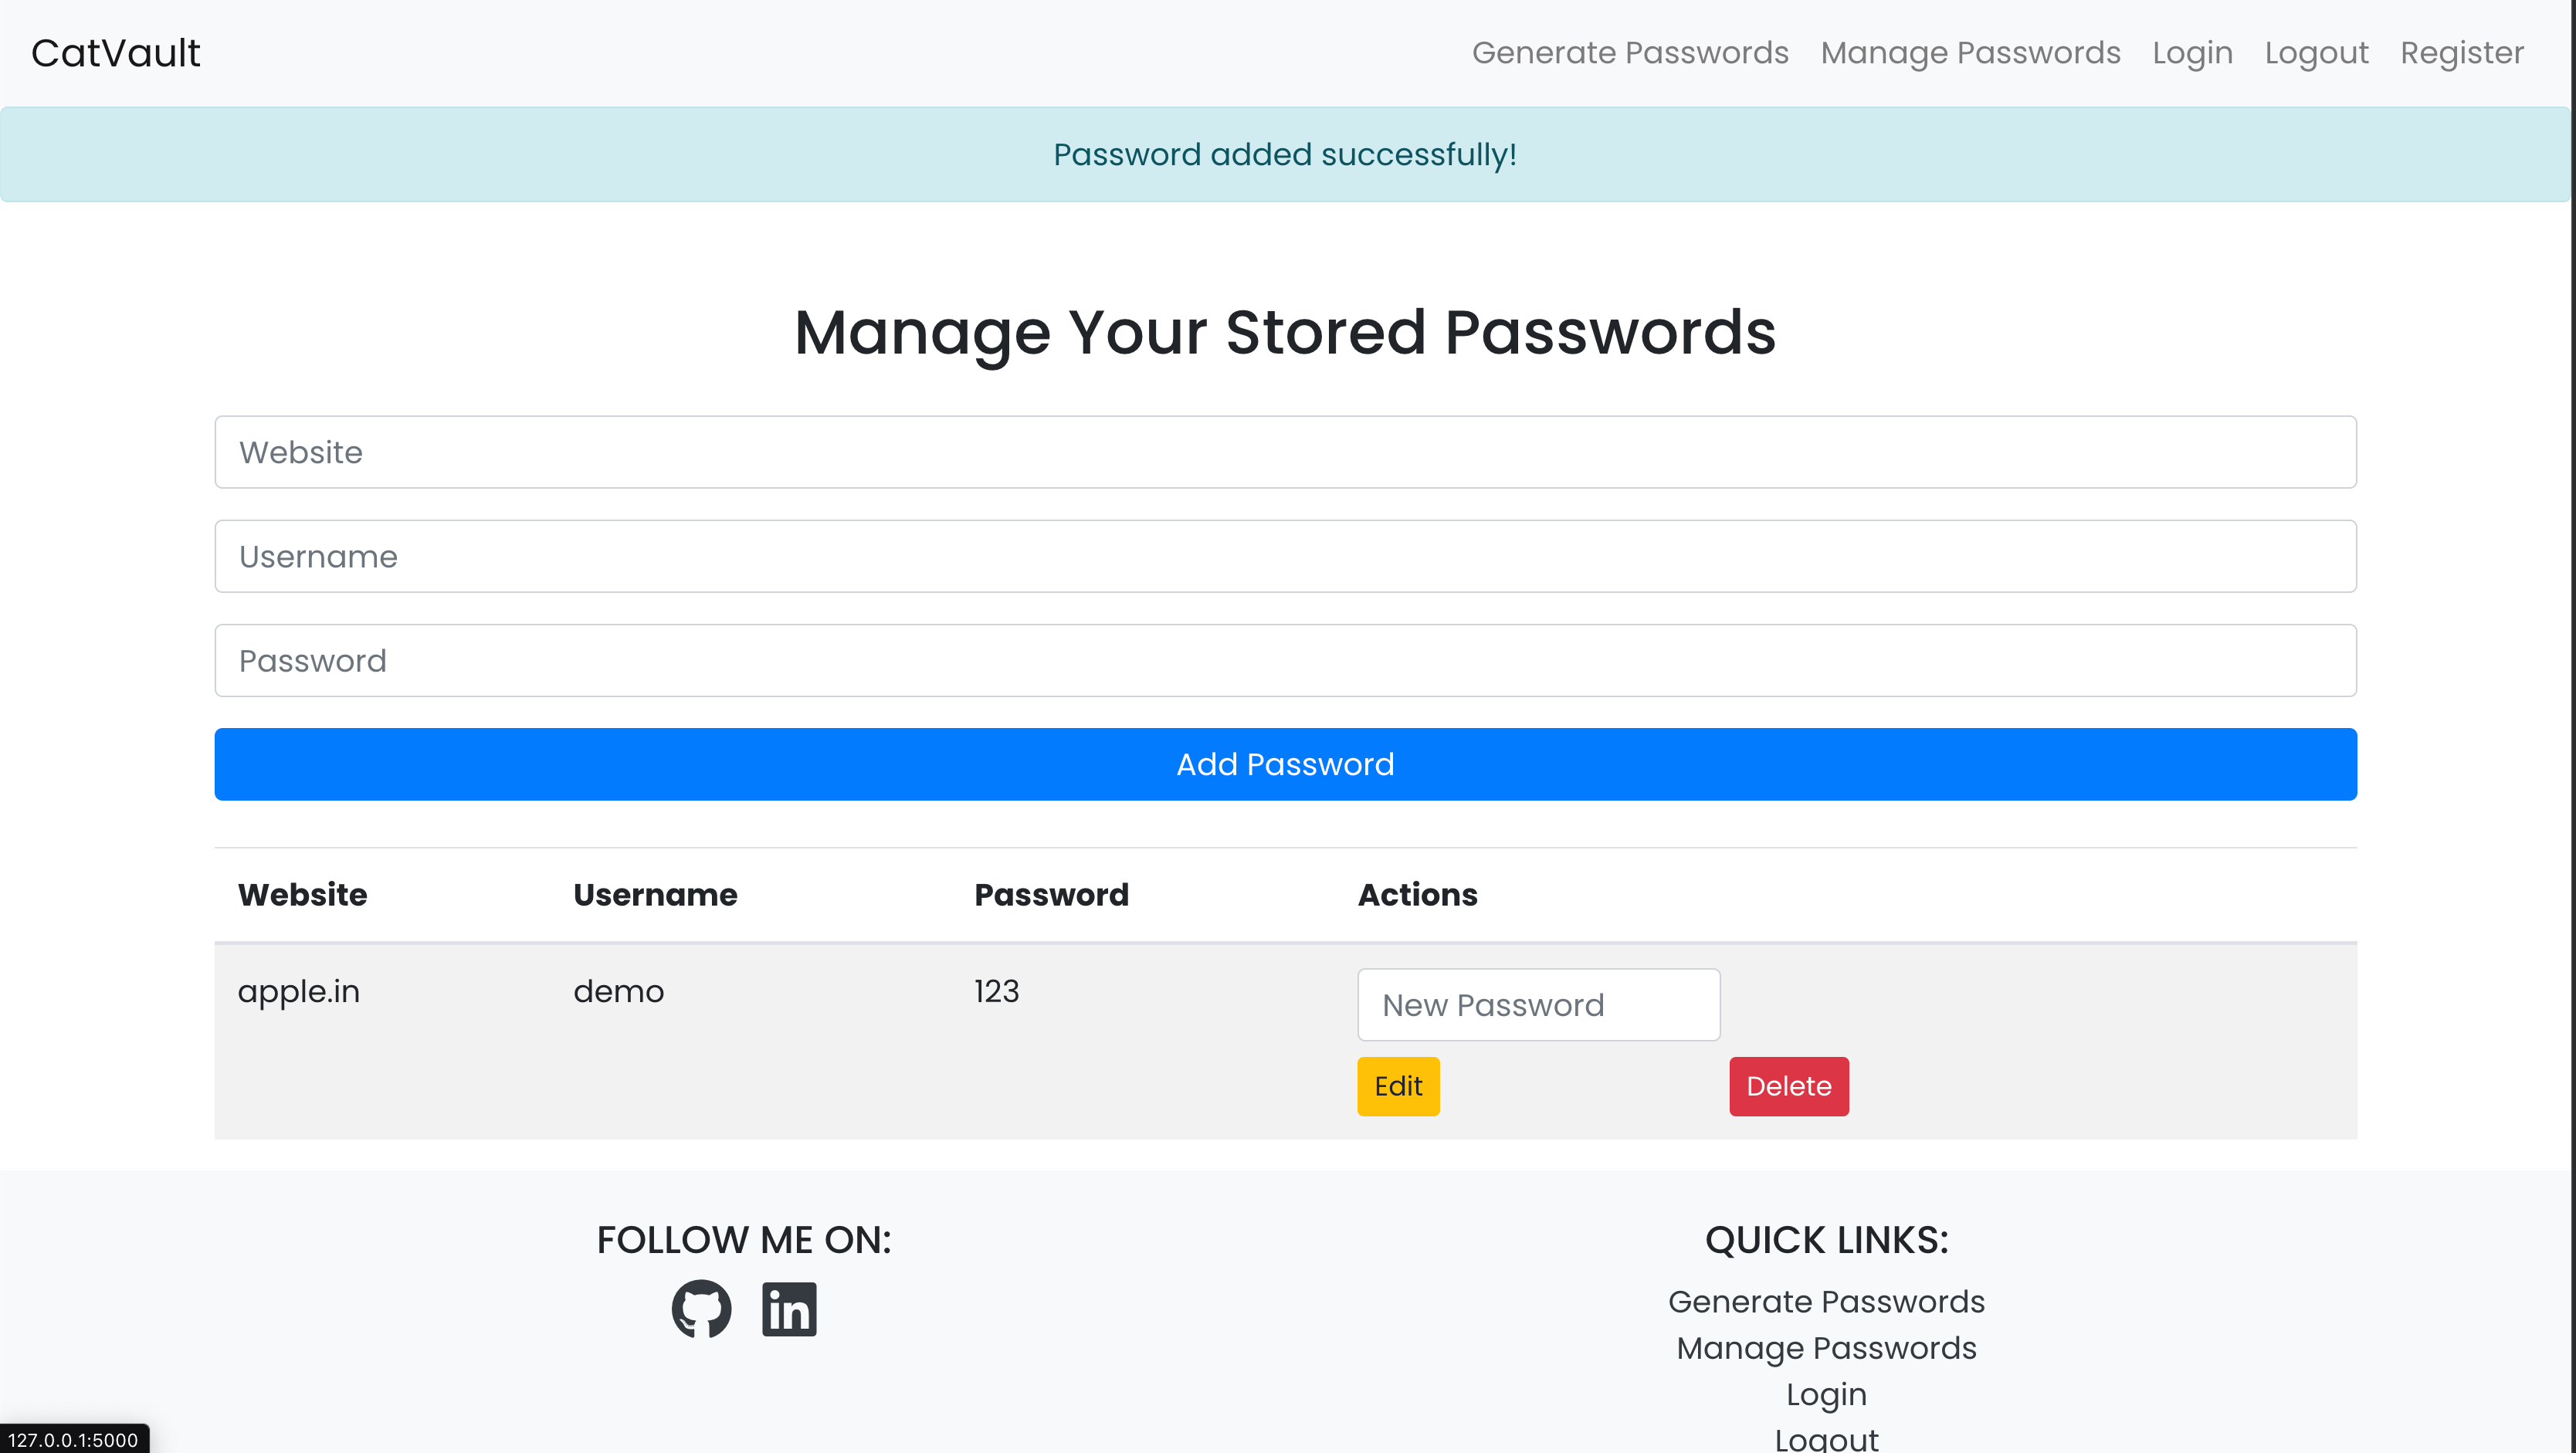 CatVault
Generate Passwords Manage Passwords Login Logout Register
Password added successfully!
Manage Your Stored Passwords
Website
Username
Password
Add Password
Website Username Password Actions
apple.in demo 123 New Password
Edit Delete
FOLLOW ME ON:
QUICK LINKS:
Generate Passwords
Manage Passwords
Login
Logout
127.0.0.1:5000